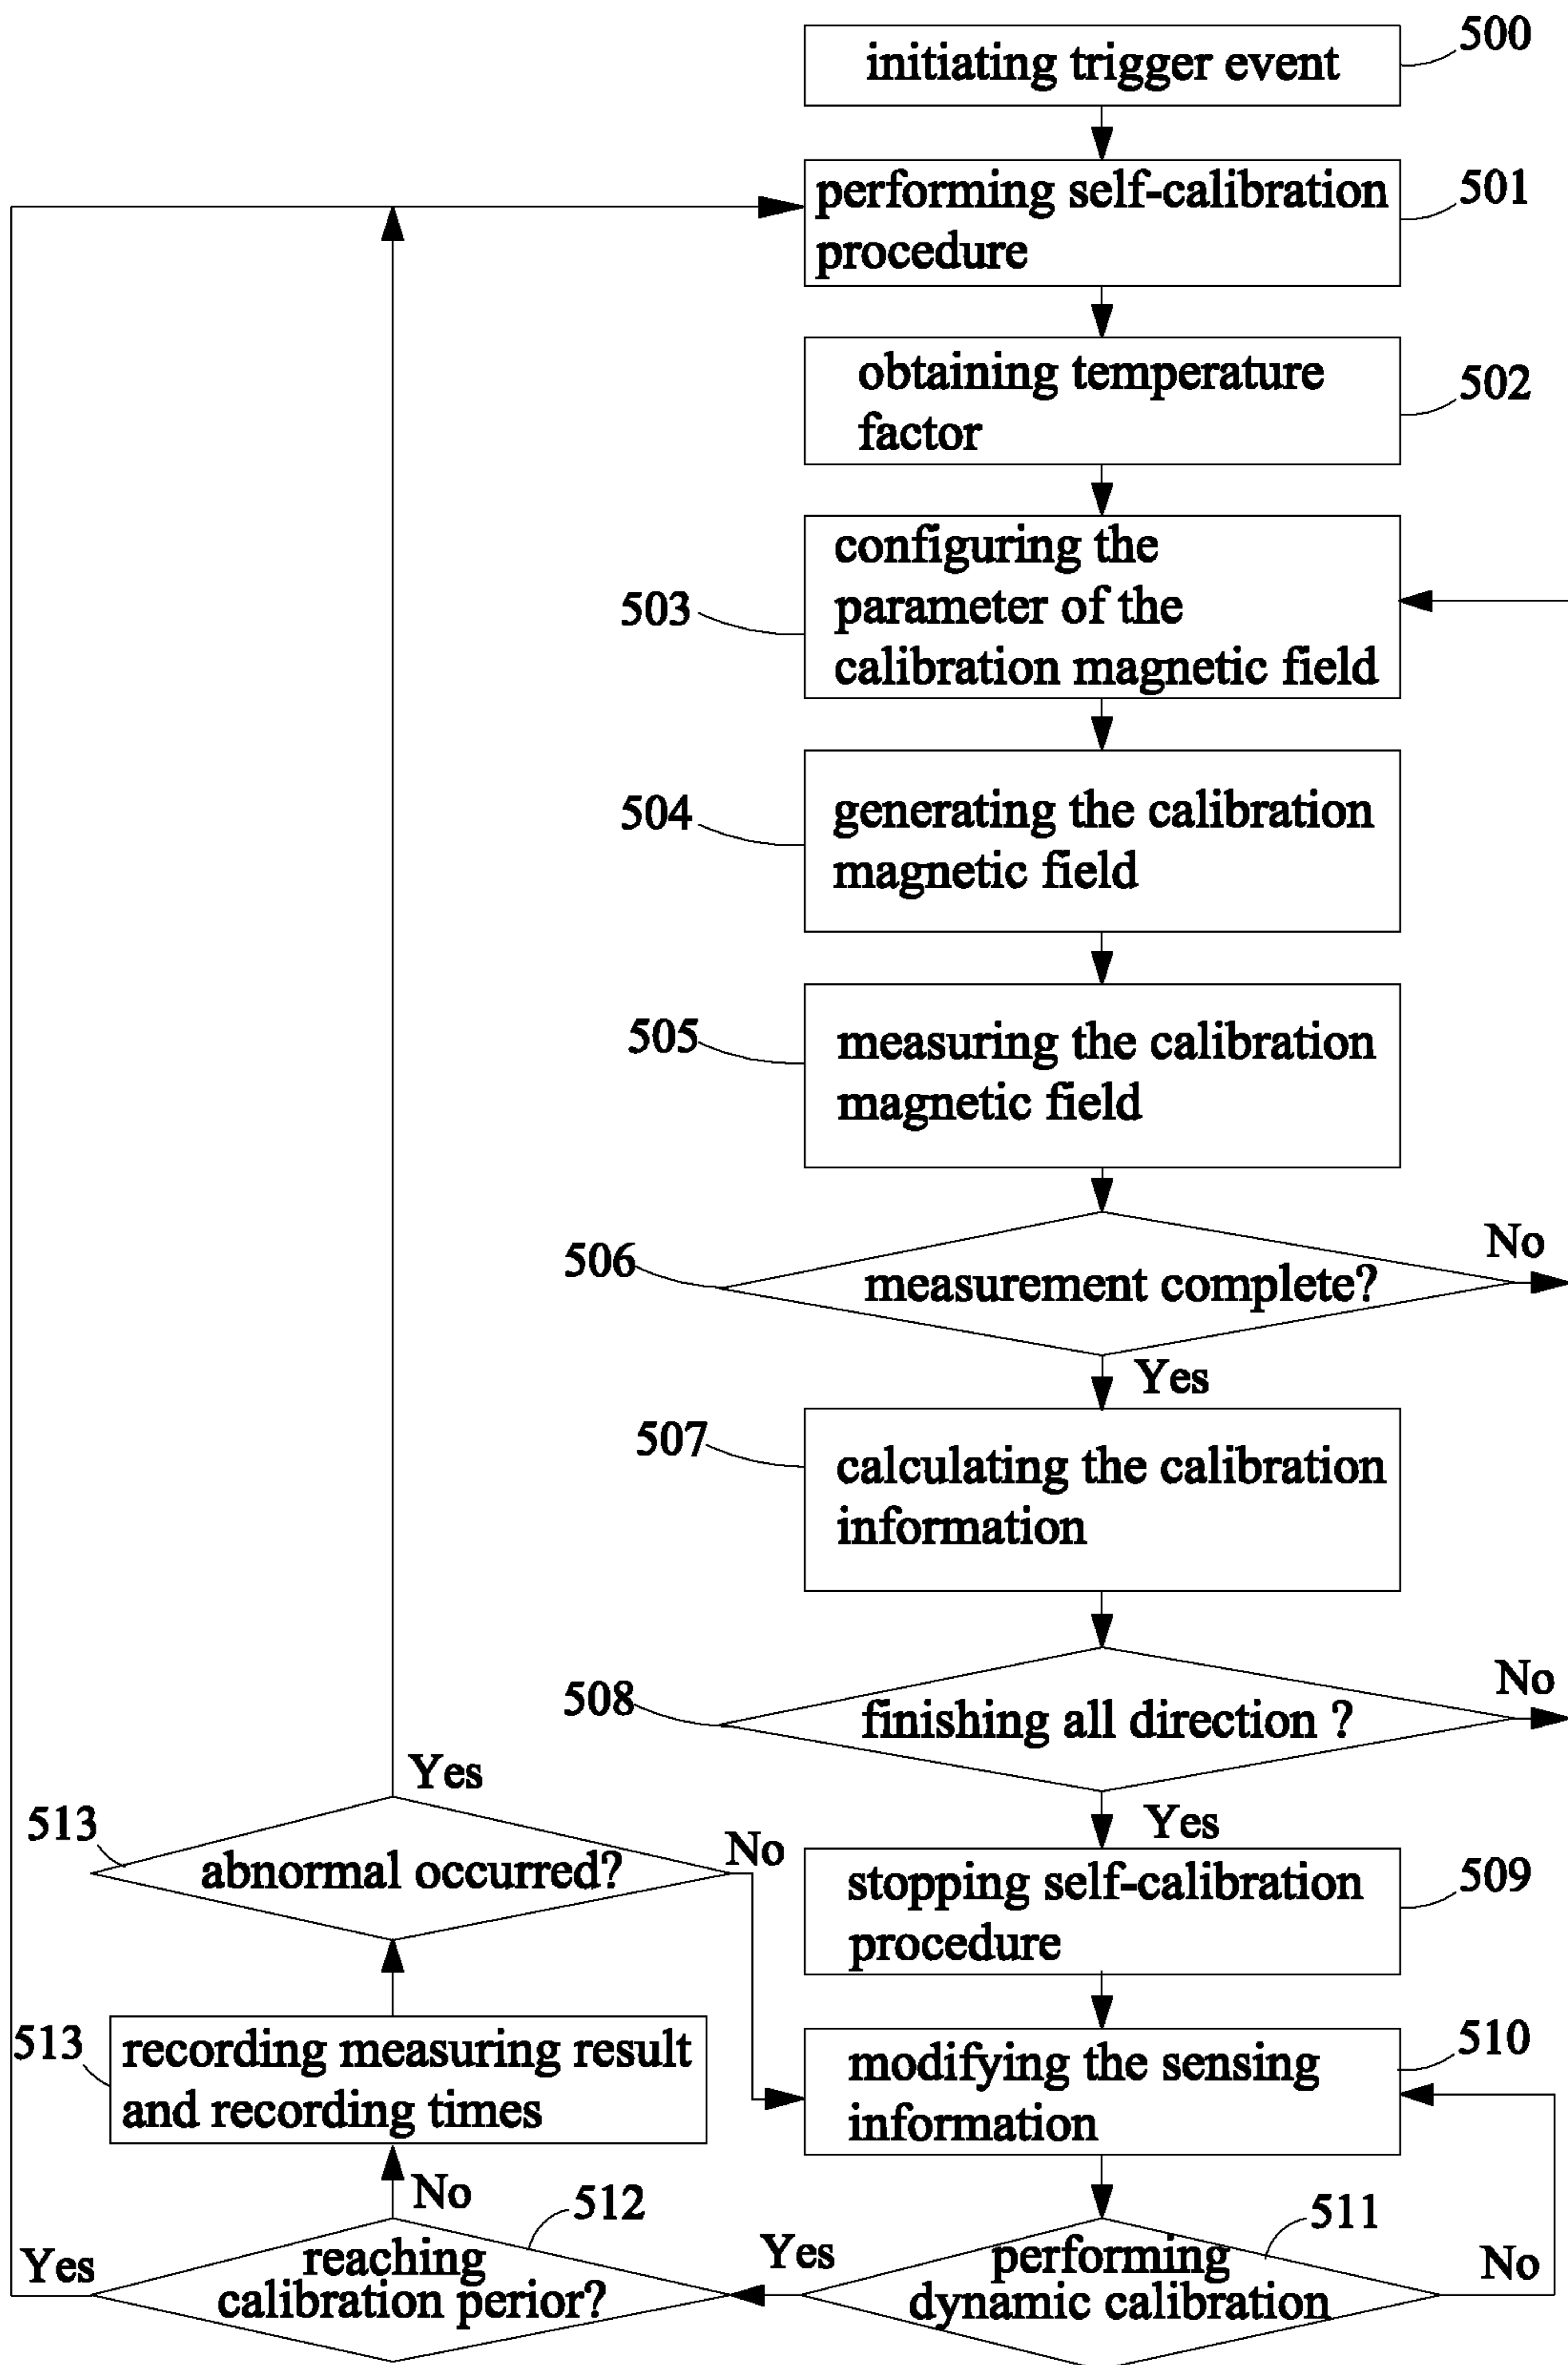 initiating trigger event
500
performing self-calibration
procedure
501
obtaining temperature
factor
502
configuring the
parameter of the
calibration magnetic field
503
504
generating the calibration
magnetic field
505
measuring the calibration
magnetic field
506
measurement complete?
No
Yes
507
calculating the calibration
information
508
finishing all direction ?
No
Yes
stopping self-calibration
procedure
509
modifying the sensing
information
510
performing
dynamic calibration
511
No
Yes
reaching
calibration perior?
512
Yes
No
513
recording measuring result
and recording times
513
abnormal occurred?
Yes
No